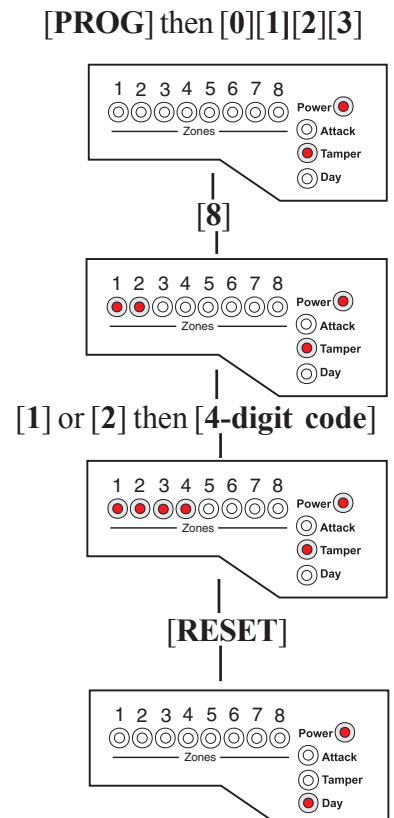 [PROG] then [0][1][2][3]
1 2 3 4 5 6 7 8
Power
Zones
Attack
Tamper
Day
[8]
1 2 3 4 5 6 7 8
Power
Zones
Attack
Tamper
Day
[1] or [2] then [4-digit code]
1 2 3 4 5 6 7 8
Power
Zones
Attack
Tamper
Day
[RESET]
1 2 3 4 5 6 7 8
Power
Zones
Attack
Tamper
Day